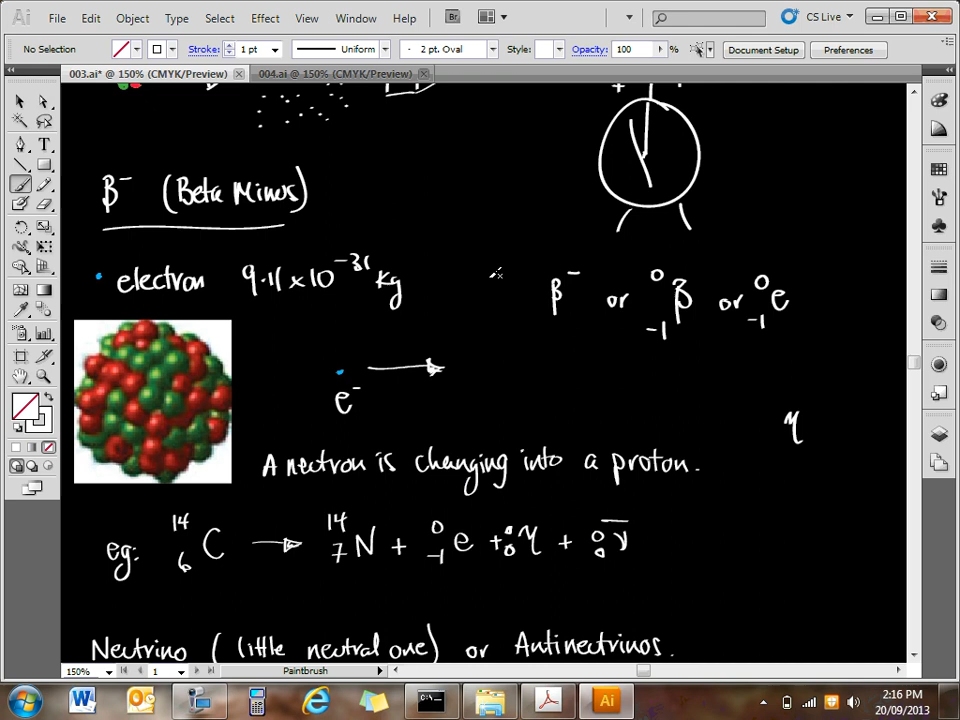 Ai File Edit Object Type Select Effect View Window Help Br CS Live
No Selection Stroke: 1 pt Uniform 2 pt. Oval Style: Opacity: 100 % Document Setup Preferences
003.ai* @ 150% (CMYK/Preview) 004.ai @ 150% (CMYK/Preview)
+
β⁻ (Beta Minus)
electron 9.11 x 10⁻³¹ kg
β⁻ or ⁰₋₁β or ⁰₋₁e
e⁻
η
A neutron is changing into a proton.
eg: ¹⁴₆C → ¹⁴₇N + ⁰₋₁e + ⁰₀η + ⁰₀ν̅
Neutrino (little neutral one) or Antineutrinos.
150% 1 Paintbrush
2:16 PM
20/09/2013